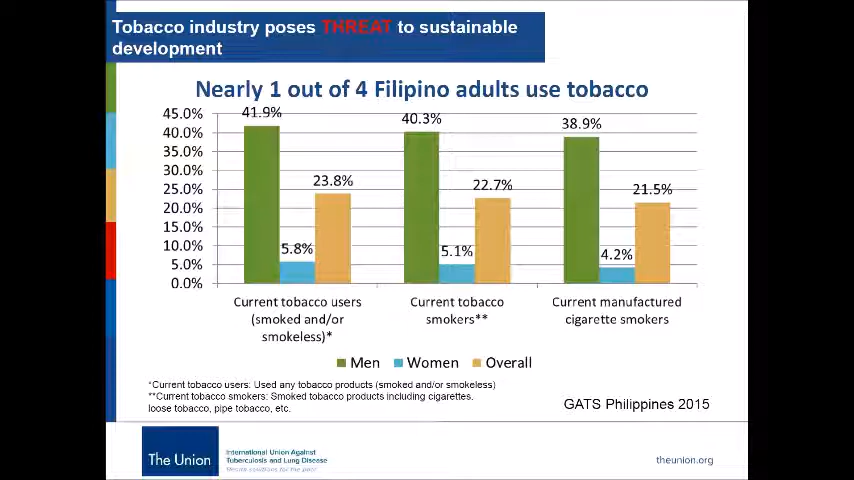 Tobacco industry poses THREAT to sustainable
development
Nearly 1 out of 4 Filipino adults use tobacco
45.0%
40.0%
35.0%
30.0%
25.0%
20.0%
15.0%
10.0%
5.0%
0.0%
41.9%
5.8%
23.8%
40.3%
5.1%
22.7%
38.9%
4.2%
21.5%
Current tobacco users
(smoked and/or
smokeless)*
Current tobacco
smokers**
Current manufactured
cigarette smokers
Men Women Overall
*Current tobacco users: Used any tobacco products (smoked and/or smokeless)
**Current tobacco smokers: Smoked tobacco products including cigarettes,
loose tobacco, pipe tobacco, etc.
GATS Philippines 2015
The Union
International Union Against
Tuberculosis and Lung Disease
Health solutions for the poor
theunion.org